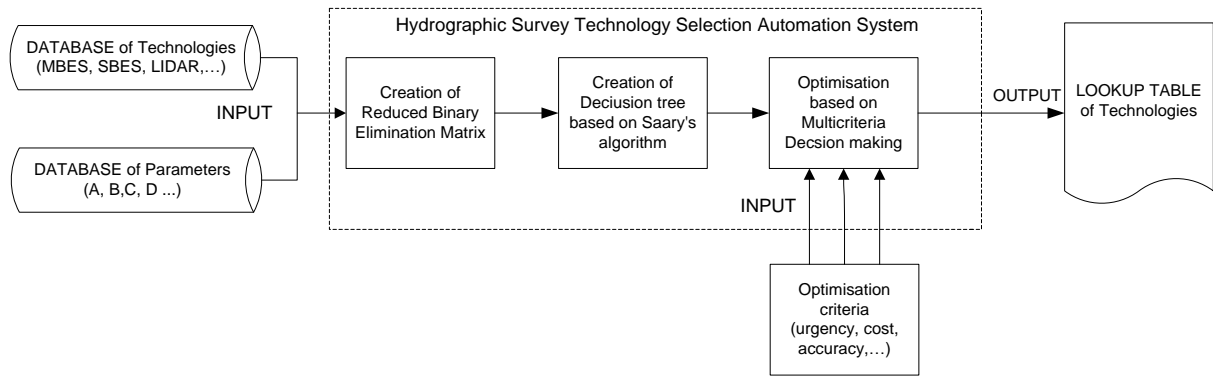 Hydrographic Survey Technology Selection Automation System
DATABASE of Technologies
(MBES, SBES, LIDAR,…)
INPUT
DATABASE of Parameters
(A, B,C, D ...)
Creation of
Reduced Binary
Elimination Matrix
Creation of
Deciusion tree
based on Saary's
algorithm
Optimisation
based on
Multicriteria
Decsion making
INPUT
Optimisation
criteria
(urgency, cost,
accuracy,…)
OUTPUT
LOOKUP TABLE
of Technologies